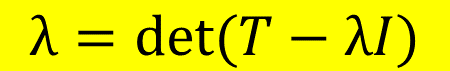 λ = det(T − λI)